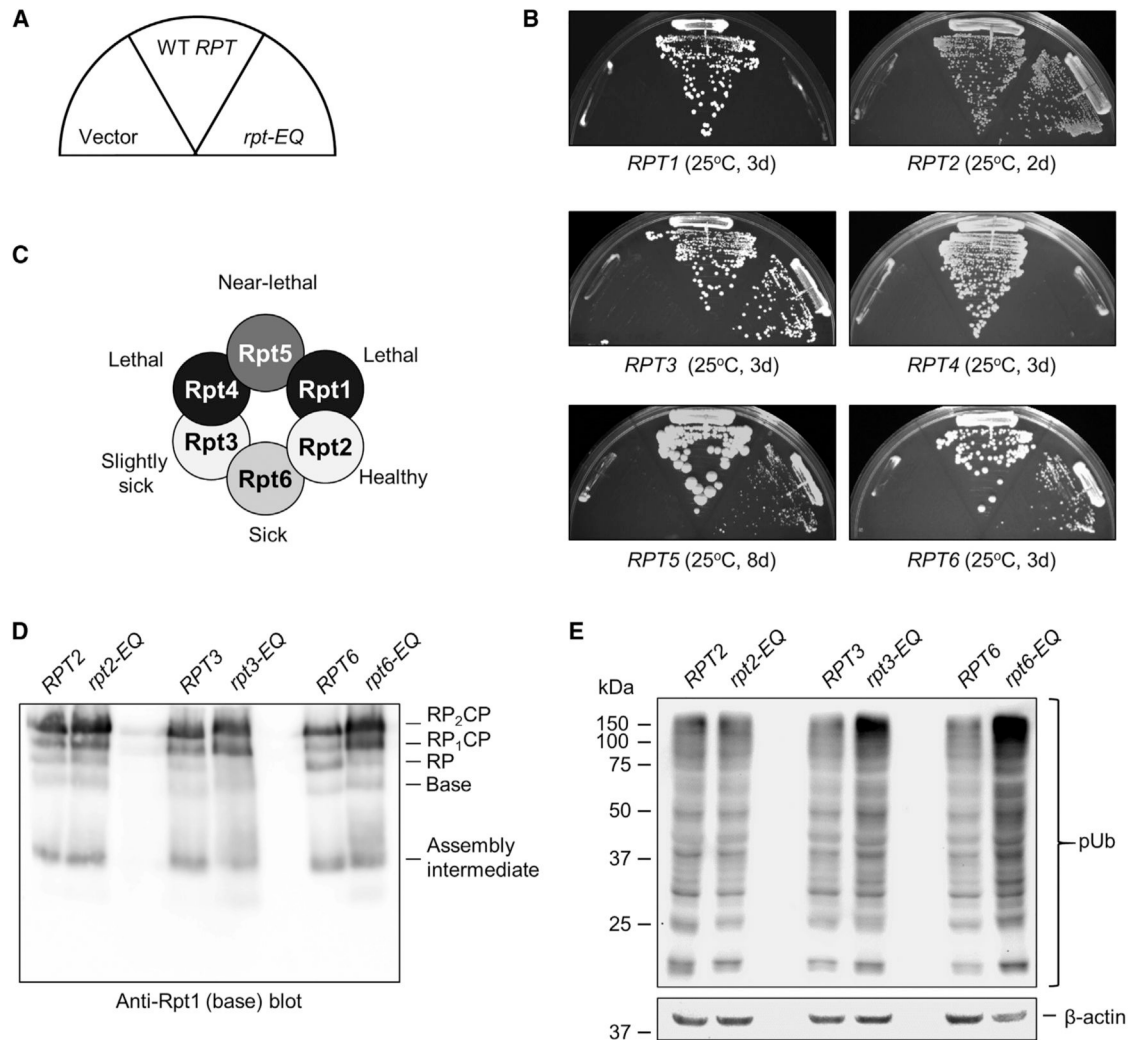 A
Vector
WT RPT
rpt-EQ
B
RPT1 (25°C, 3d)
RPT2 (25°C, 2d)
RPT3 (25°C, 3d)
RPT4 (25°C, 3d)
RPT5 (25°C, 8d)
RPT6 (25°C, 3d)
C
Near-lethal
Lethal
Rpt5
Lethal
Rpt4
Rpt1
Rpt3
Rpt2
Slightly
sick
Rpt6
Healthy
Sick
D
RPT2
rpt2-EQ
RPT3
rpt3-EQ
RPT6
rpt6-EQ
RP₂CP
RP₁CP
RP
Base
Assembly
intermediate
Anti-Rpt1 (base) blot
E
RPT2
rpt2-EQ
RPT3
rpt3-EQ
RPT6
rpt6-EQ
kDa
150
100
75
50
37
25
pUb
β-actin
37